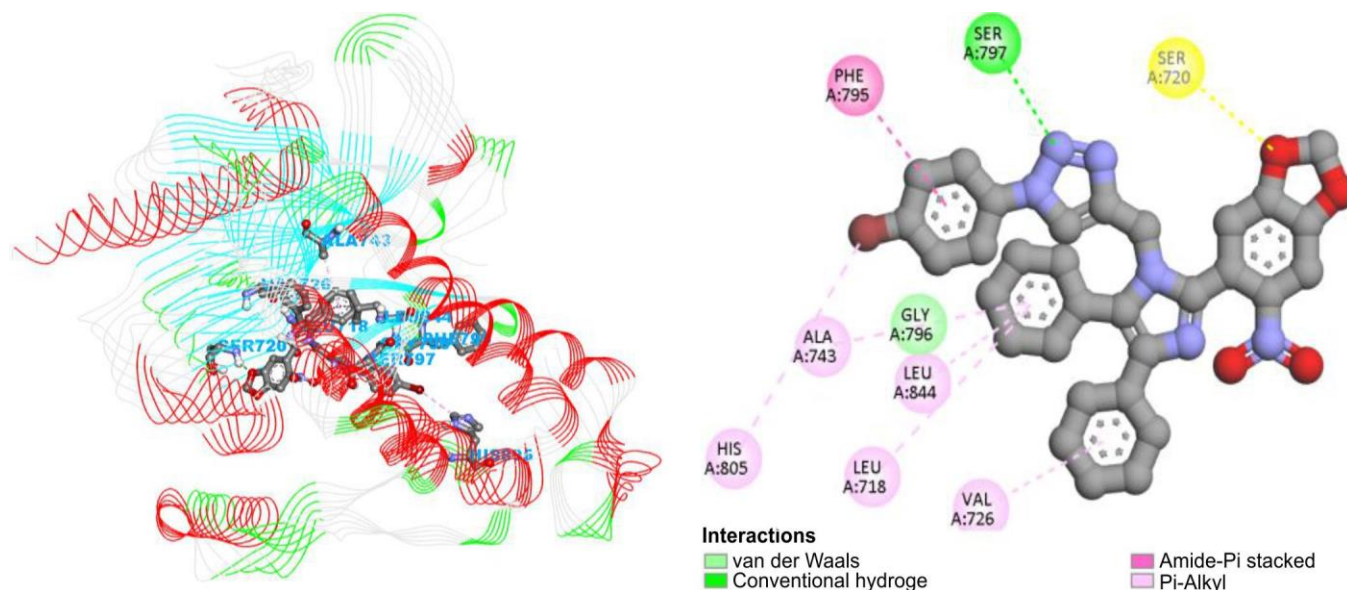 ALA743
SER720
SER
A:797
SER
A:720
PHE
A:795
GLY
A:796
ALA
A:743
LEU
A:844
HIS
A:805
LEU
A:718
VAL
A:726
Interactions
van der Waals
Conventional hydroge
Amide-Pi stacked
Pi-Alkyl